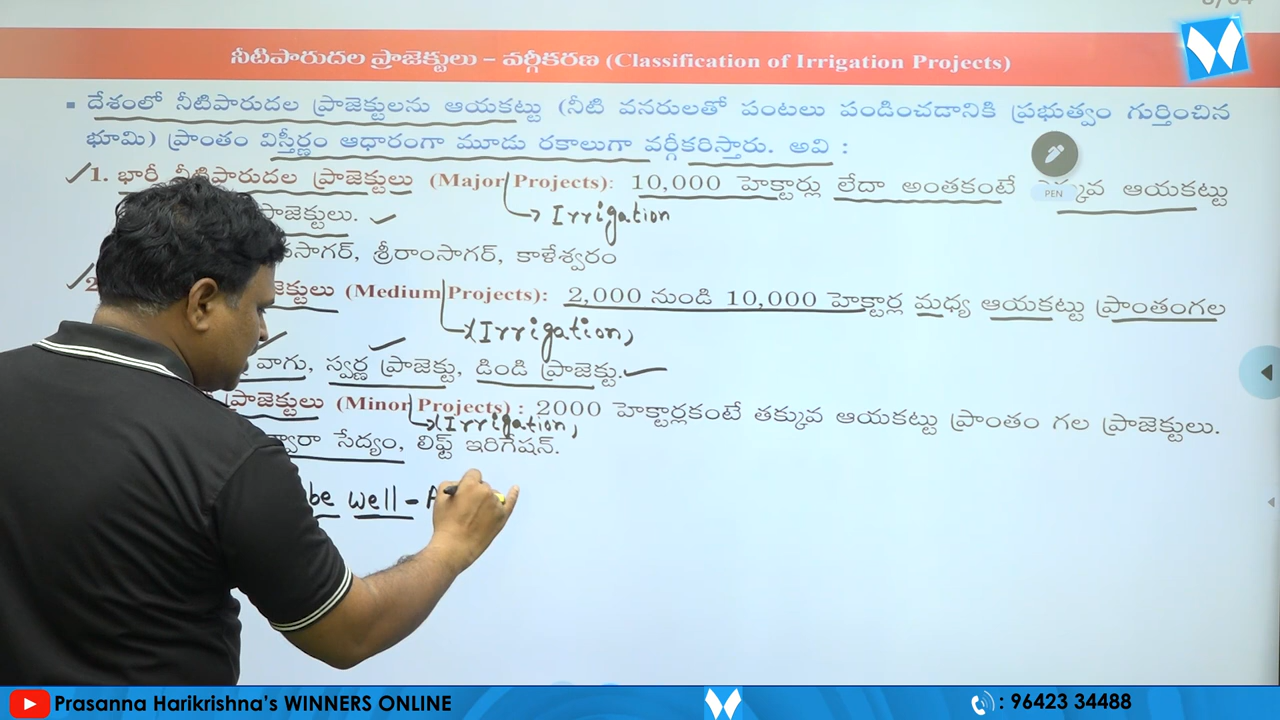 నీటిపారుదల ప్రాజెక్టులు – వర్గీకరణ (Classification of Irrigation Projects)
▪ దేశంలో నీటిపారుదల ప్రాజెక్టులను ఆయకట్టు (నీటి వనరులతో పంటలు పండించడానికి ప్రభుత్వం గుర్తించిన
భూమి) ప్రాంతం విస్తీర్ణం ఆధారంగా మూడు రకాలుగా వర్గీకరిస్తారు. అవి :
1. భారీ నీటిపారుదల ప్రాజెక్టులు (Major Projects): 10,000 హెక్టార్లు లేదా అంతకంటే ఆయకట్టు
PEN
ప్రాజెక్టులు. Irrigation
శ్రీరాంసాగర్, కాళేశ్వరం
(Medium Projects): 2,000 నుండి 10,000 హెక్టార్ల మధ్య ఆయకట్టు ప్రాంతంగల
Irrigation,
వాగు, స్వర్ణ ప్రాజెక్టు, డిండి ప్రాజెక్టు.
ప్రాజెక్టులు (Minor Projects) : 2000 హెక్టార్లకంటే తక్కువ ఆయకట్టు ప్రాంతం గల ప్రాజెక్టులు.
Irrigation,
సేద్యం, లిఫ్ట్ ఇరిగేషన్.
well -
Prasanna Harikrishna's WINNERS ONLINE
: 96423 34488